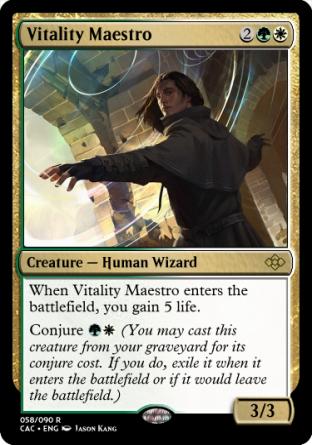 Vitality Maestro 2
Creature — Human Wizard
When Vitality Maestro enters the
battlefield, you gain 5 life.
Conjure (You may cast this
creature from your graveyard for its
conjure cost. If you do, exile it when it
enters the battlefield or if it would leave
the battlefield.)
058/090 R
CAC • ENG Jason Kang
3/3